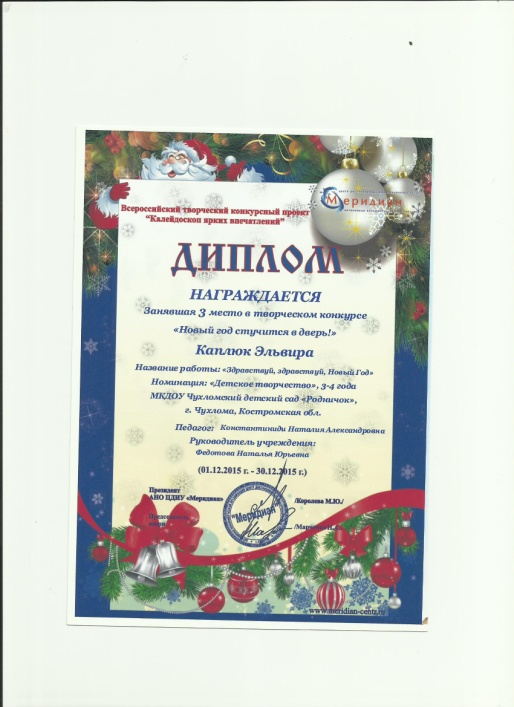 Меридиан
Всероссийский творческий конкурсный проект
"Калейдоскоп ярких впечатлений"
ДИПЛОМ
НАГРАЖДАЕТСЯ
Занявшая 3 место в творческом конкурсе
«Новый год стучится в дверь!»
Каплюк Эльвира
Название работы: «Здравствуй, здравствуй, Новый Год»
Номинация: «Детское творчество», 3-4 года
МКДОУ Чухломский детский сад «Родничок»,
г. Чухлома, Костромская обл.
Педагог: Константиниди Наталия Александровна
Руководитель учреждения:
Федотова Наталья Юрьевна
(01.12.2015 г. - 30.12.2015 г.)
Президент
АНО ЦДИУ «Меридиан» /Королева М.Ю./
"Меридиан"
www.meridian-centr.ru